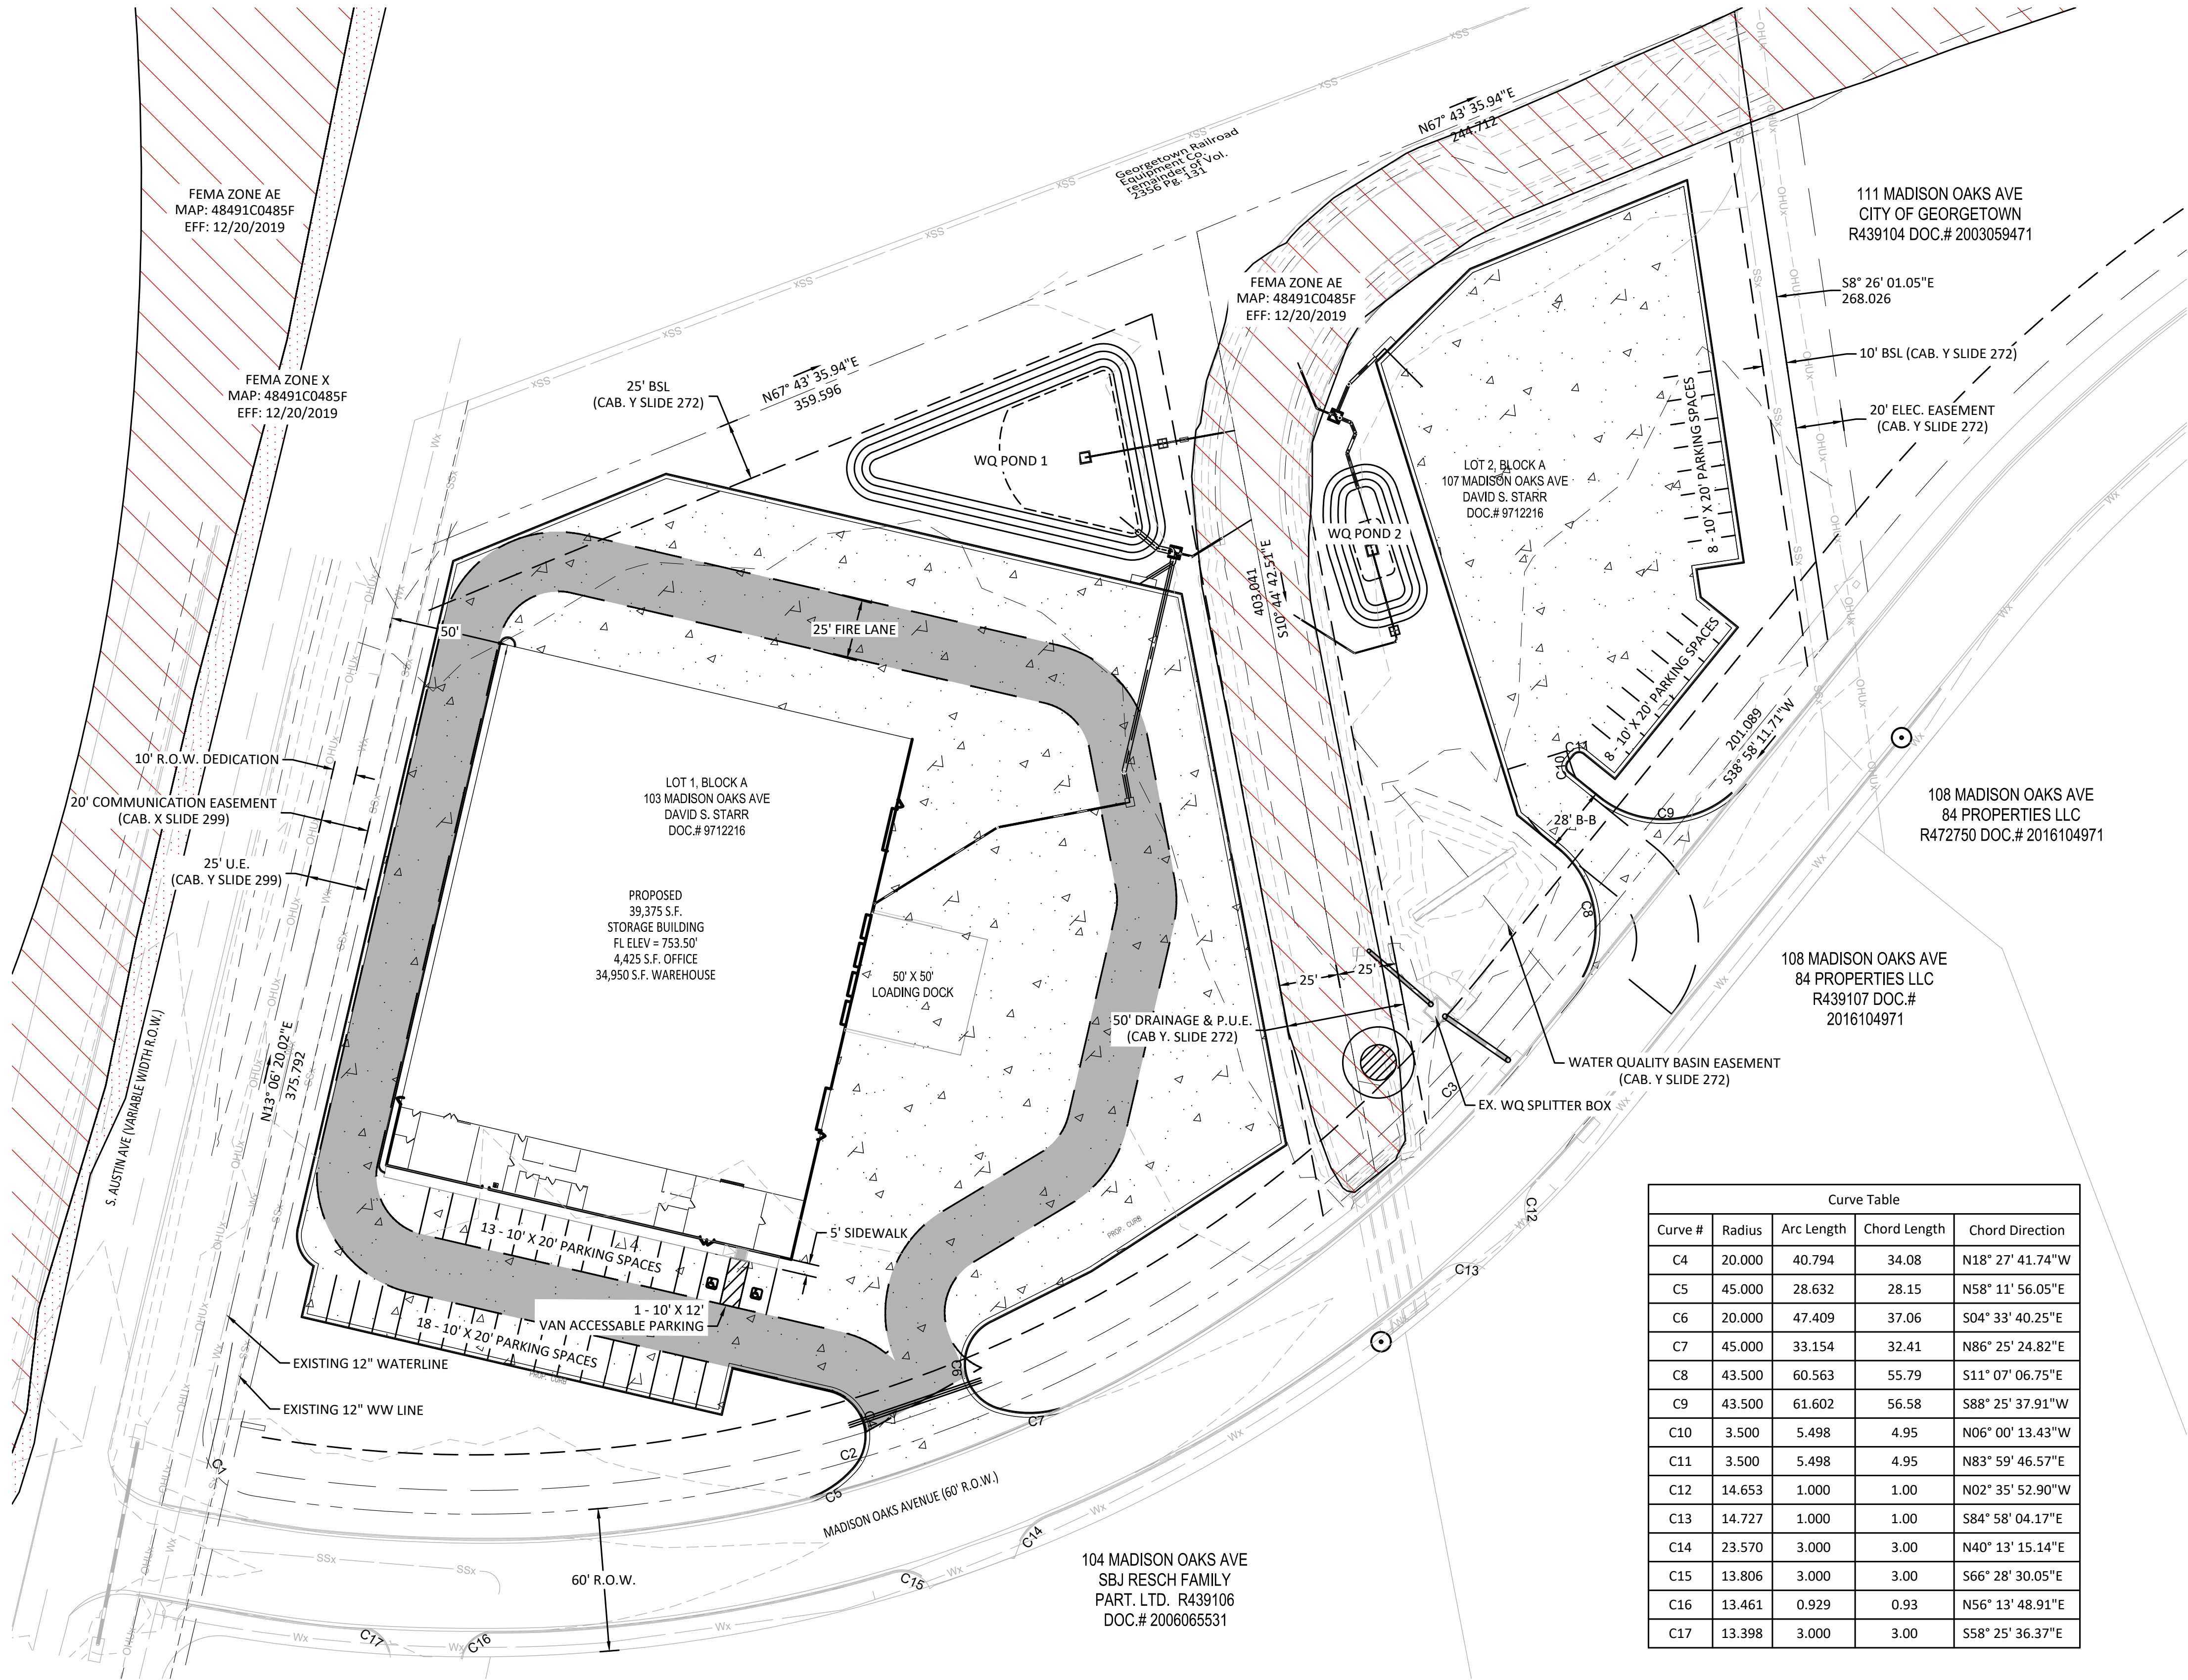 FEMA ZONE AE
MAP: 48491C0485F
EFF: 12/20/2019
FEMA ZONE X
MAP: 48491C0485F
EFF: 12/20/2019
Georgetown Railroad
Equipment Co.
remainder of Vol.
2356 Pg. 131
N67° 43' 35.94"E
244.712
111 MADISON OAKS AVE
CITY OF GEORGETOWN
R439104 DOC.# 2003059471
S8° 26' 01.05"E
268.026
10' BSL (CAB. Y SLIDE 272)
20' ELEC. EASEMENT
(CAB. Y SLIDE 272)
FEMA ZONE AE
MAP: 48491C0485F
EFF: 12/20/2019
25' BSL
(CAB. Y SLIDE 272)
N67° 43' 35.94"E
359.596
WQ POND 1
WQ POND 2
LOT 2, BLOCK A
107 MADISON OAKS AVE
DAVID S. STARR
DOC.# 9712216
8 - 10' X 20' PARKING SPACES
8 - 10' X 20' PARKING SPACES
403.041
S10° 44' 42.51"E
50'
25' FIRE LANE
10' R.O.W. DEDICATION
20' COMMUNICATION EASEMENT
(CAB. X SLIDE 299)
25' U.E.
(CAB. Y SLIDE 299)
LOT 1, BLOCK A
103 MADISON OAKS AVE
DAVID S. STARR
DOC.# 9712216
PROPOSED
39,375 S.F.
STORAGE BUILDING
FL ELEV = 753.50'
4,425 S.F. OFFICE
34,950 S.F. WAREHOUSE
50' X 50'
LOADING DOCK
C11
C10
C9
28' B-B
C8
201.089
S38° 58' 11.71"W
108 MADISON OAKS AVE
84 PROPERTIES LLC
R472750 DOC.# 2016104971
108 MADISON OAKS AVE
84 PROPERTIES LLC
R439107 DOC.#
2016104971
25'
25'
50' DRAINAGE & P.U.E.
(CAB Y. SLIDE 272)
WATER QUALITY BASIN EASEMENT
(CAB. Y SLIDE 272)
EX. WQ SPLITTER BOX
C3
C12
C13
S. AUSTIN AVE (VARIABLE WIDTH R.O.W.)
N13° 06' 20.02"E
375.792
13 - 10' X 20' PARKING SPACES
5' SIDEWALK
1 - 10' X 12'
VAN ACCESSABLE PARKING
18 - 10' X 20' PARKING SPACES
PROP. CURB
PROP. CURB
EXISTING 12" WATERLINE
EXISTING 12" WW LINE
C6
C7
C2
C5
C1
MADISON OAKS AVENUE (60' R.O.W.)
60' R.O.W.
C14
C15
C16
C17
104 MADISON OAKS AVE
SBJ RESCH FAMILY
PART. LTD. R439106
DOC.# 2006065531
Curve Table
Curve # Radius Arc Length Chord Length Chord Direction
C4 20.000 40.794 34.08 N18° 27' 41.74"W
C5 45.000 28.632 28.15 N58° 11' 56.05"E
C6 20.000 47.409 37.06 S04° 33' 40.25"E
C7 45.000 33.154 32.41 N86° 25' 24.82"E
C8 43.500 60.563 55.79 S11° 07' 06.75"E
C9 43.500 61.602 56.58 S88° 25' 37.91"W
C10 3.500 5.498 4.95 N06° 00' 13.43"W
C11 3.500 5.498 4.95 N83° 59' 46.57"E
C12 14.653 1.000 1.00 N02° 35' 52.90"W
C13 14.727 1.000 1.00 S84° 58' 04.17"E
C14 23.570 3.000 3.00 N40° 13' 15.14"E
C15 13.806 3.000 3.00 S66° 28' 30.05"E
C16 13.461 0.929 0.93 N56° 13' 48.91"E
C17 13.398 3.000 3.00 S58° 25' 36.37"E